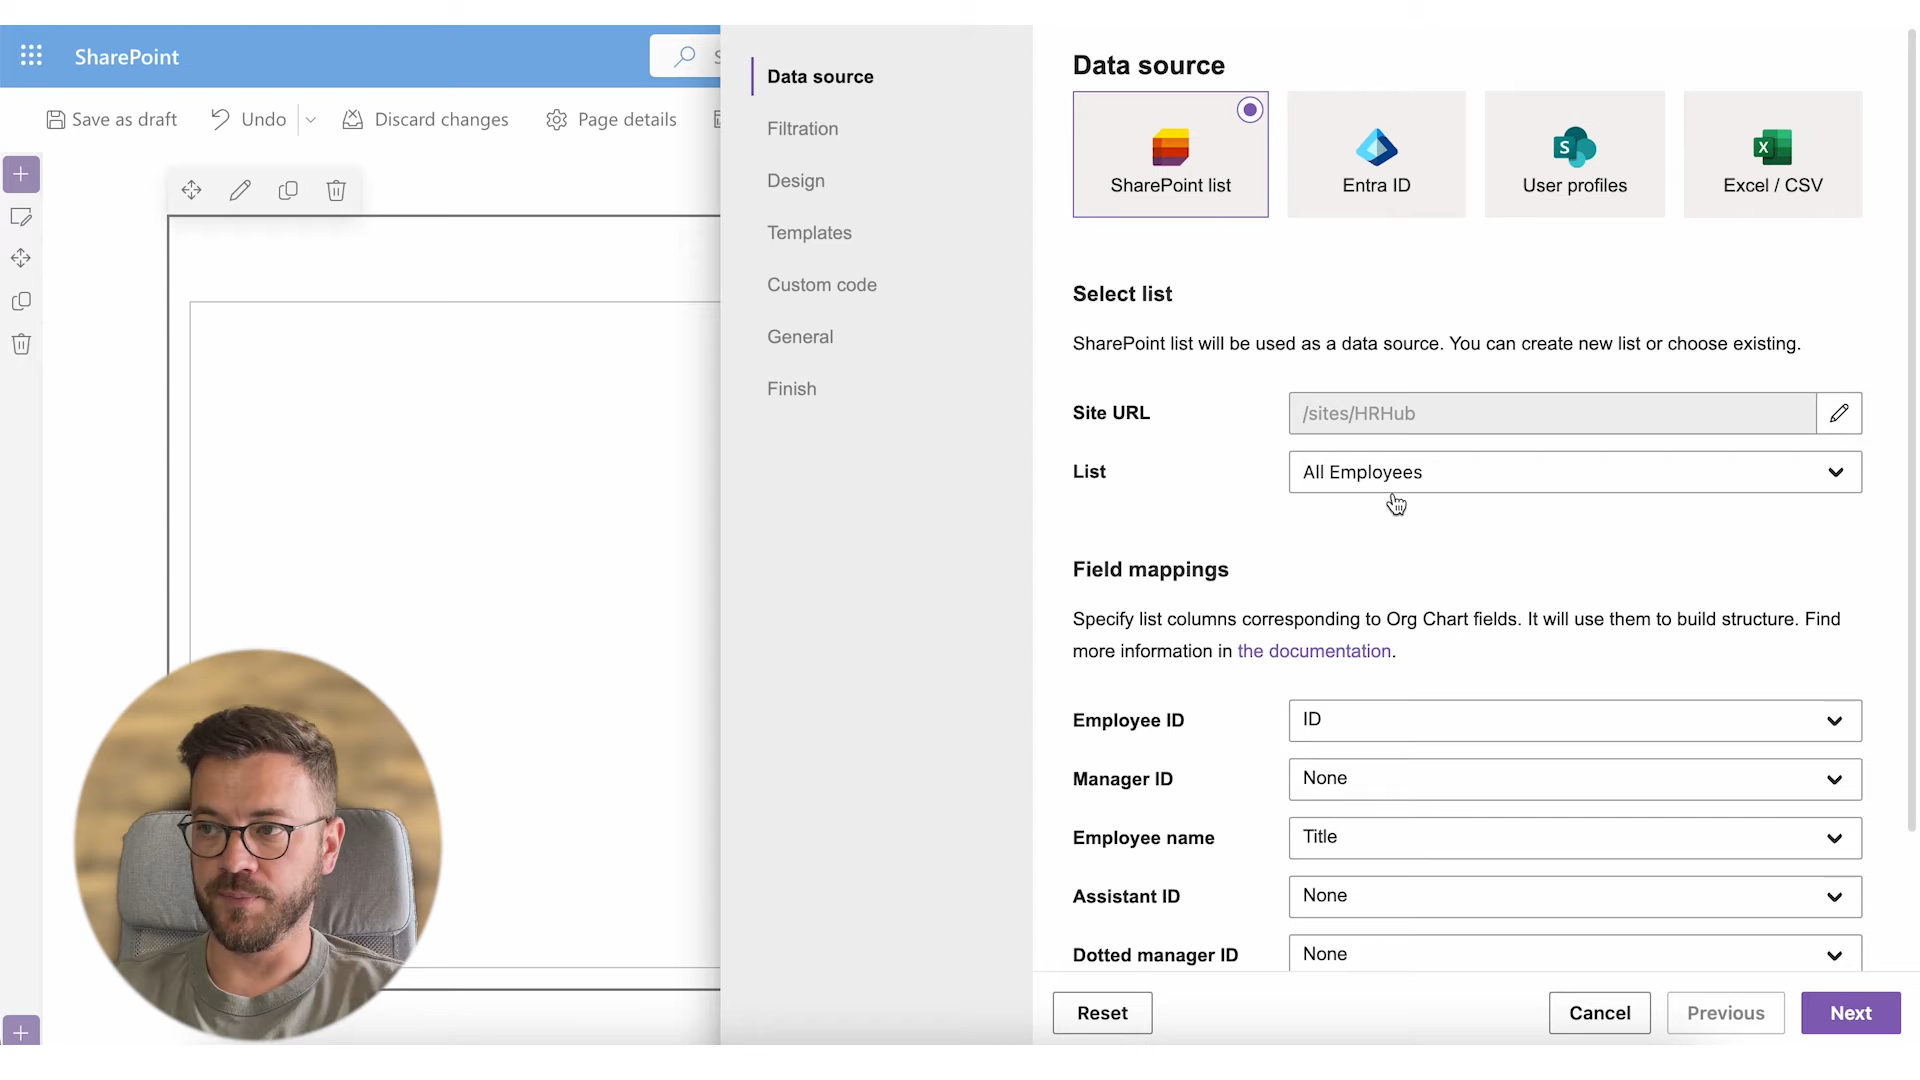 SharePoint
Save as draft
Undo
Discard changes
Page details
Data source
Filtration
Design
Templates
Custom code
General
Finish
Data source
SharePoint list
Entra ID
S
User profiles
X
Excel / CSV
Select list
SharePoint list will be used as a data source. You can create new list or choose existing.
Site URL
/sites/HRHub
List
All Employees
Field mappings
Specify list columns corresponding to Org Chart fields. It will use them to build structure. Find
more information in the documentation.
Employee ID
ID
Manager ID
None
Employee name
Title
Assistant ID
None
Dotted manager ID
None
Reset
Cancel
Previous
Next